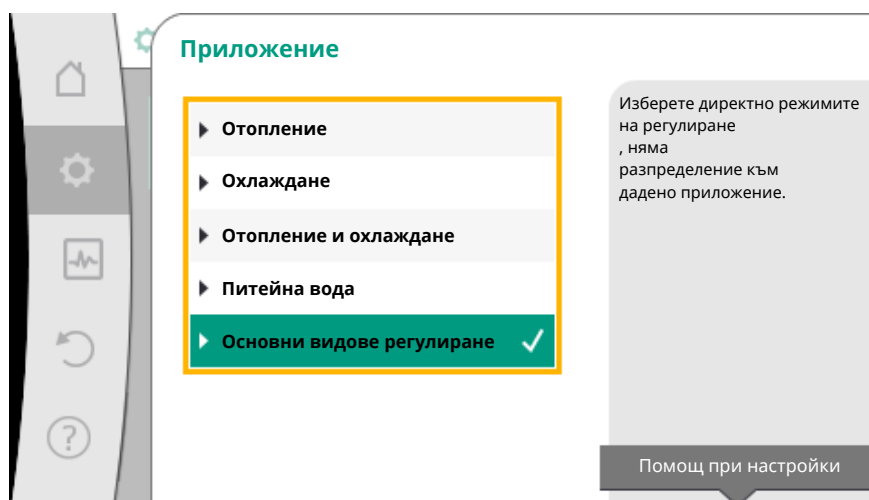 Приложение
Отопление
Охлаждане
Отопление и охлаждане
Питейна вода
Основни видове регулиране
Изберете директно режимите
на регулиране
, няма
разпределение към
дадено приложение.
Помощ при настройки